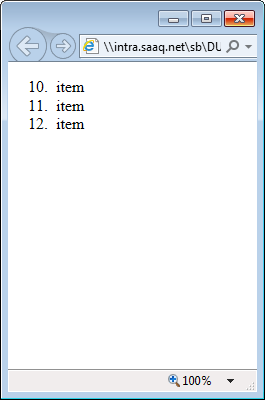 \\intra.saaq.net\sb\DU
10. item
11. item
12. item
100%